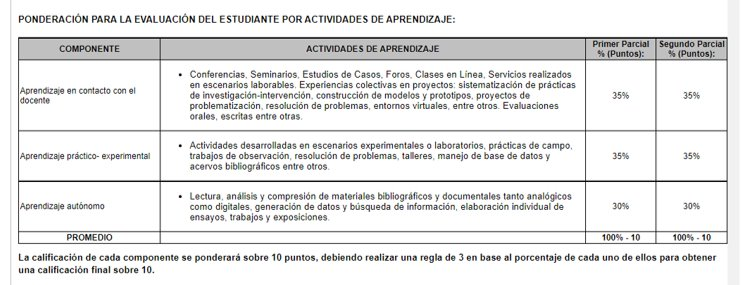 PONDERACIÓN PARA LA EVALUACIÓN DEL ESTUDIANTE POR ACTIVIDADES DE APRENDIZAJE:
COMPONENTE
ACTIVIDADES DE APRENDIZAJE
Primer Parcial
% (Puntos):
Segundo Parcial
% (Puntos):
Aprendizaje en contacto con el
docente
• Conferencias, Seminarios, Estudios de Casos, Foros, Clases en Línea, Servicios realizados
en escenarios laborables. Experiencias colectivas en proyectos: sistematización de prácticas
de investigación-intervención, construcción de modelos y prototipos, proyectos de
problematización, resolución de problemas, entornos virtuales, entre otros. Evaluaciones
orales, escritas entre otras.
35%
35%
Aprendizaje práctico- experimental
• Actividades desarrolladas en escenarios experimentales o laboratorios, prácticas de campo,
trabajos de observación, resolución de problemas, talleres, manejo de base de datos y
acervos bibliográficos entre otros.
35%
35%
Aprendizaje autónomo
• Lectura, análisis y compresión de materiales bibliográficos y documentales tanto analógicos
como digitales, generación de datos y búsqueda de información, elaboración individual de
ensayos, trabajos y exposiciones.
30%
30%
PROMEDIO
100% - 10
100% - 10
La calificación de cada componente se ponderará sobre 10 puntos, debiendo realizar una regla de 3 en base al porcentaje de cada uno de ellos para obtener
una calificación final sobre 10.